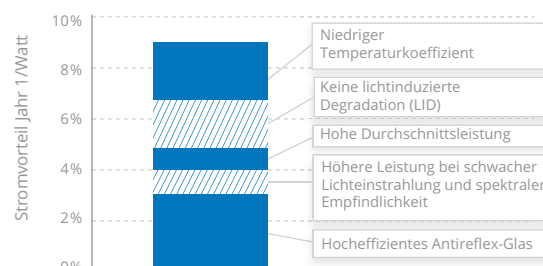 Stromvorteil Jahr 1/Watt
10%
8%
6%
4%
2%
0%
Niedriger
Temperaturkoeffizient
Keine lichtinduzierte
Degradation (LID)
Hohe Durchschnittsleistung
Höhere Leistung bei schwacher
Lichteinstrahlung und spektraler
Empfindlichkeit
Hocheffizientes Antireflex-Glas